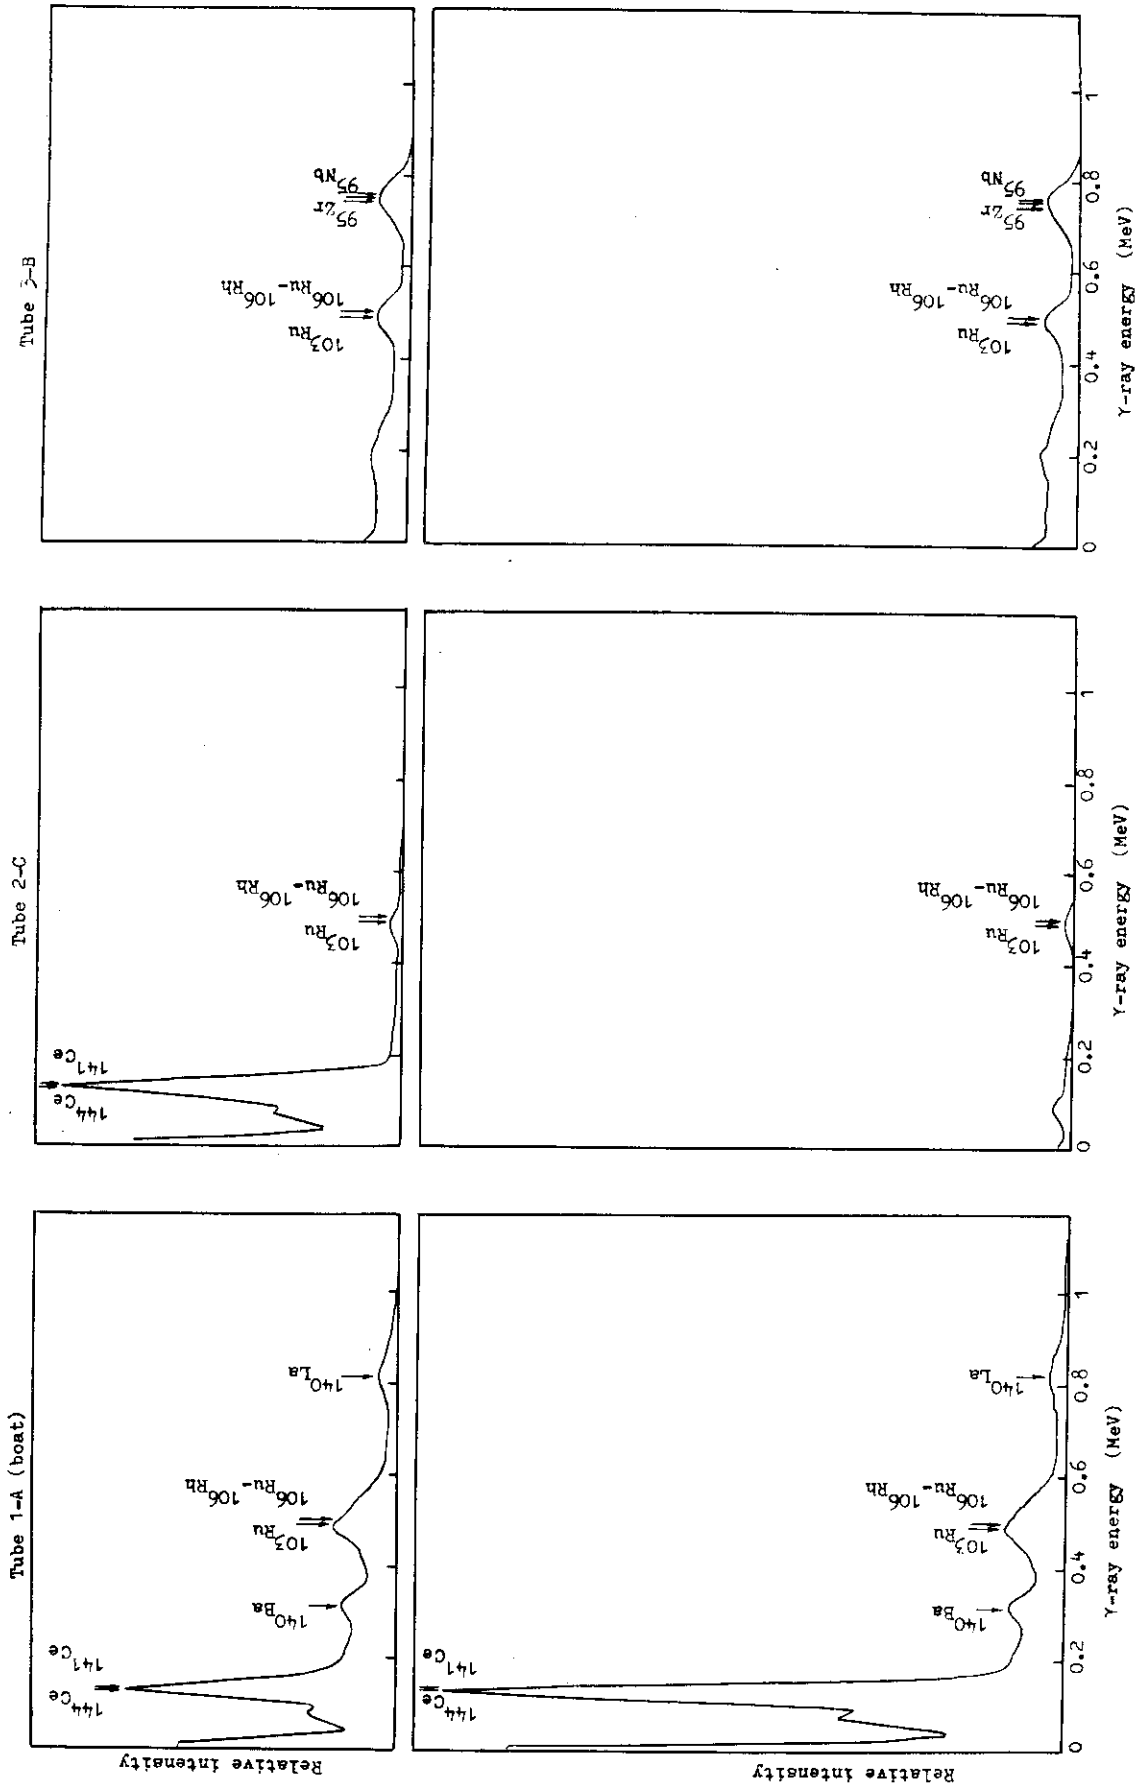 Tube 1-A (boat)
Relative intensity
144Ce
141Ce
140Ba
103Ru
106Ru-106Rh
140La
Tube 2-C
144Ce
141Ce
103Ru
106Ru-106Rh
Tube 3-B
103Ru
106Ru-106Rh
95Zr
95Nb
Relative intensity
144Ce
141Ce
140Ba
103Ru
106Ru-106Rh
140La
0 0.2 0.4 0.6 0.8 1
γ-ray energy (MeV)
103Ru
106Ru-106Rh
0 0.2 0.4 0.6 0.8 1
γ-ray energy (MeV)
103Ru
106Ru-106Rh
95Zr
95Nb
0 0.2 0.4 0.6 0.8 1
γ-ray energy (MeV)